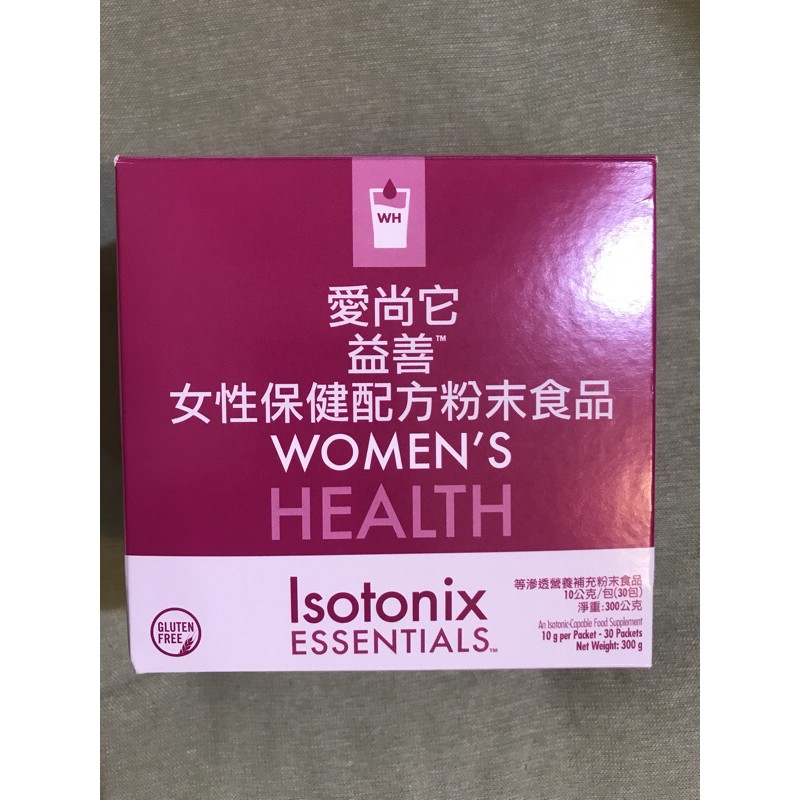 WH
愛尚它
益善™
女性保健配方粉末食品
WOMEN'S
HEALTH
Isotonix
ESSENTIALS™
GLUTEN
FREE
等滲透營養補充粉末食品
10公克/包(30包)
淨重:300公克
An Isotonic-Capable Food Supplement
10 g per Packet - 30 Packets
Net Weight: 300 g